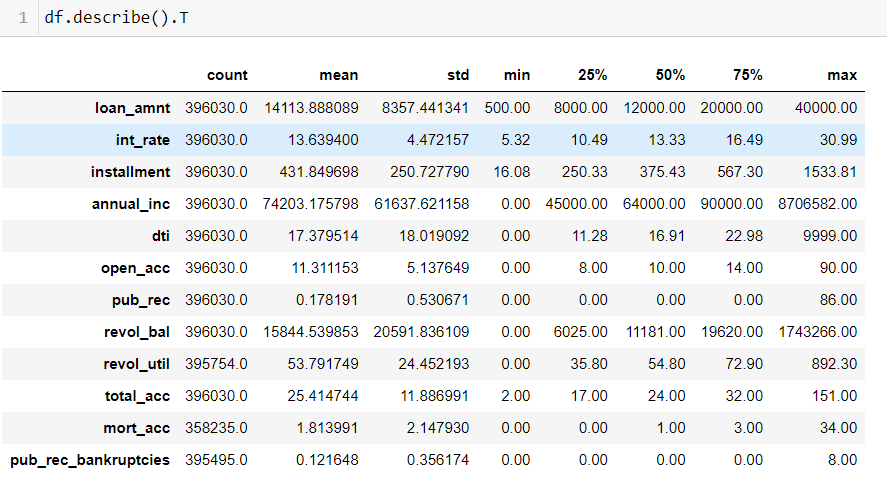 1 df.describe().T
count mean std min 25% 50% 75% max
loan_amnt 396030.0 14113.888089 8357.441341 500.00 8000.00 12000.00 20000.00 40000.00
int_rate 396030.0 13.639400 4.472157 5.32 10.49 13.33 16.49 30.99
installment 396030.0 431.849698 250.727790 16.08 250.33 375.43 567.30 1533.81
annual_inc 396030.0 74203.175798 61637.621158 0.00 45000.00 64000.00 90000.00 8706582.00
dti 396030.0 17.379514 18.019092 0.00 11.28 16.91 22.98 9999.00
open_acc 396030.0 11.311153 5.137649 0.00 8.00 10.00 14.00 90.00
pub_rec 396030.0 0.178191 0.530671 0.00 0.00 0.00 0.00 86.00
revol_bal 396030.0 15844.539853 20591.836109 0.00 6025.00 11181.00 19620.00 1743266.00
revol_util 395754.0 53.791749 24.452193 0.00 35.80 54.80 72.90 892.30
total_acc 396030.0 25.414744 11.886991 2.00 17.00 24.00 32.00 151.00
mort_acc 358235.0 1.813991 2.147930 0.00 0.00 1.00 3.00 34.00
pub_rec_bankruptcies 395495.0 0.121648 0.356174 0.00 0.00 0.00 0.00 8.00